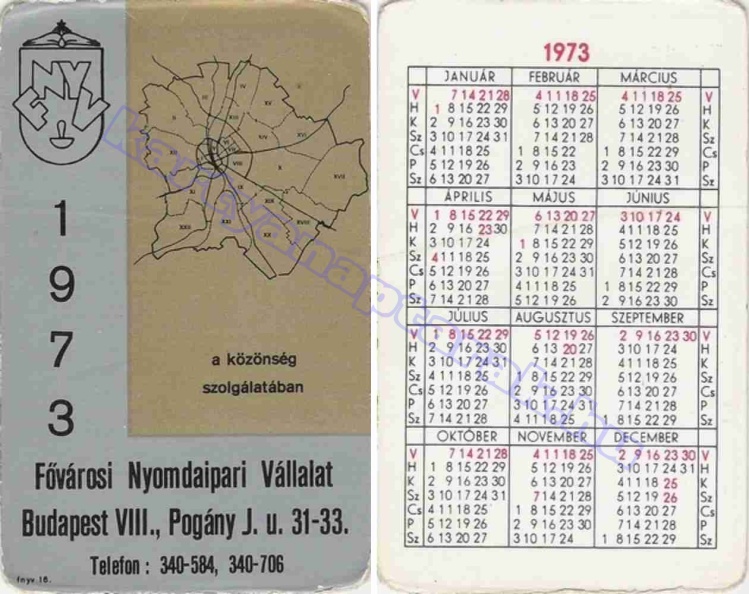 NY
F V
1
9
7
3
a közönség
szolgálatában
Fővárosi Nyomdaipari Vállalat
Budapest VIII., Pogány J. u. 31-33.
Telefon : 340-584, 340-706
fnyv. 16.
kartyanaptarak.hu
1973
JANUÁR FEBRUÁR MÁRCIUS
V 7 14 21 28 4 11 18 25 4 11 18 25 V
H 1 8 15 22 29 5 12 19 26 5 12 19 26 H
K 2 9 16 23 30 6 13 20 27 6 13 20 27 K
Sz 3 10 17 24 31 7 14 21 28 7 14 21 28 Sz
Cs 4 11 18 25 1 8 15 22 1 8 15 22 29 Cs
P 5 12 19 26 2 9 16 23 2 9 16 23 30 P
Sz 6 13 20 27 3 10 17 24 3 10 17 24 31 Sz
ÁPRILIS MÁJUS JÚNIUS
V 1 8 15 22 29 6 13 20 27 3 10 17 24 V
H 2 9 16 23 30 7 14 21 28 4 11 18 25 H
K 3 10 17 24 1 8 15 22 29 5 12 19 26 K
Sz 4 11 18 25 2 9 16 23 30 6 13 20 27 Sz
Cs 5 12 19 26 3 10 17 24 31 7 14 21 28 Cs
P 6 13 20 27 4 11 18 25 1 8 15 22 29 P
Sz 7 14 21 28 5 12 19 26 2 9 16 23 30 Sz
JÚLIUS AUGUSZTUS SZEPTEMBER
V 1 8 15 22 29 5 12 19 26 2 9 16 23 30 V
H 2 9 16 23 30 6 13 20 27 3 10 17 24 H
K 3 10 17 24 31 7 14 21 28 4 11 18 25 K
Sz 4 11 18 25 1 8 15 22 29 5 12 19 26 Sz
Cs 5 12 19 26 2 9 16 23 30 6 13 20 27 Cs
P 6 13 20 27 3 10 17 24 31 7 14 21 28 P
Sz 7 14 21 28 4 11 18 25 1 8 15 22 29 Sz
OKTÓBER NOVEMBER DECEMBER
V 7 14 21 28 4 11 18 25 2 9 16 23 30 V
H 1 8 15 22 29 5 12 19 26 3 10 17 24 31 H
K 2 9 16 23 30 6 13 20 27 4 11 18 25 K
Sz 3 10 17 24 31 7 14 21 28 5 12 19 26 Sz
Cs 4 11 18 25 1 8 15 22 29 6 13 20 27 Cs
P 5 12 19 26 2 9 16 23 30 7 14 21 28 P
Sz 6 13 20 27 3 10 17 24 1 8 15 22 29 Sz